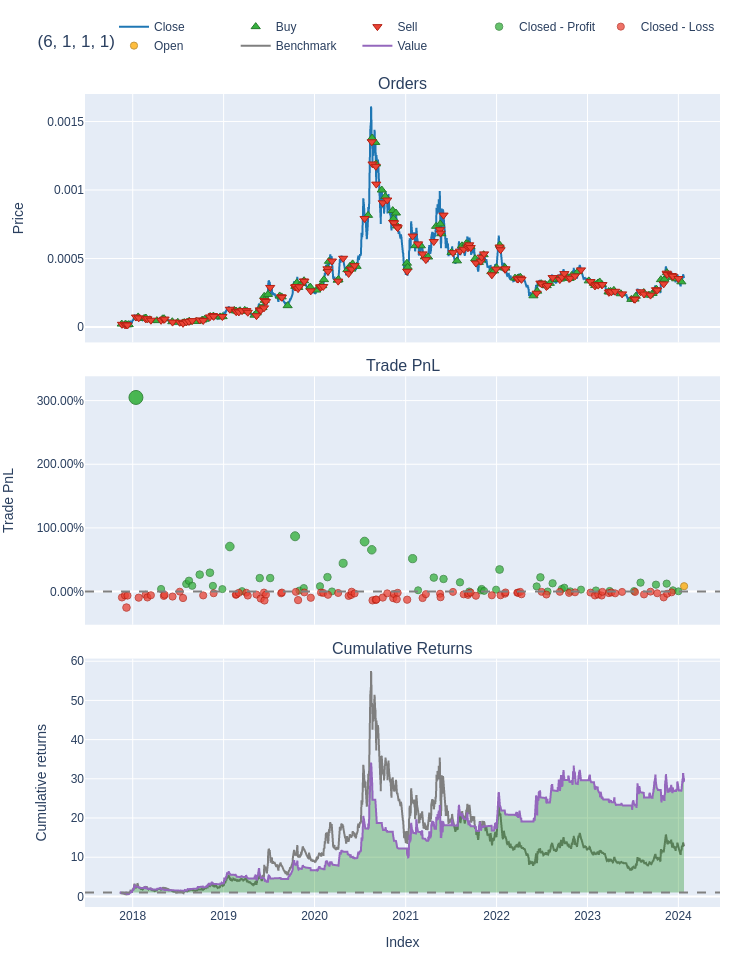 (6, 1, 1, 1)
Close Buy Sell Closed - Profit Closed - Loss
Open Benchmark Value
Orders
0.0015
0.001
0.0005
0
Price
Trade PnL
300.00%
200.00%
100.00%
0.00%
Trade PnL
Cumulative Returns
60
50
40
30
20
10
0
Cumulative returns
2018 2019 2020 2021 2022 2023 2024
Index